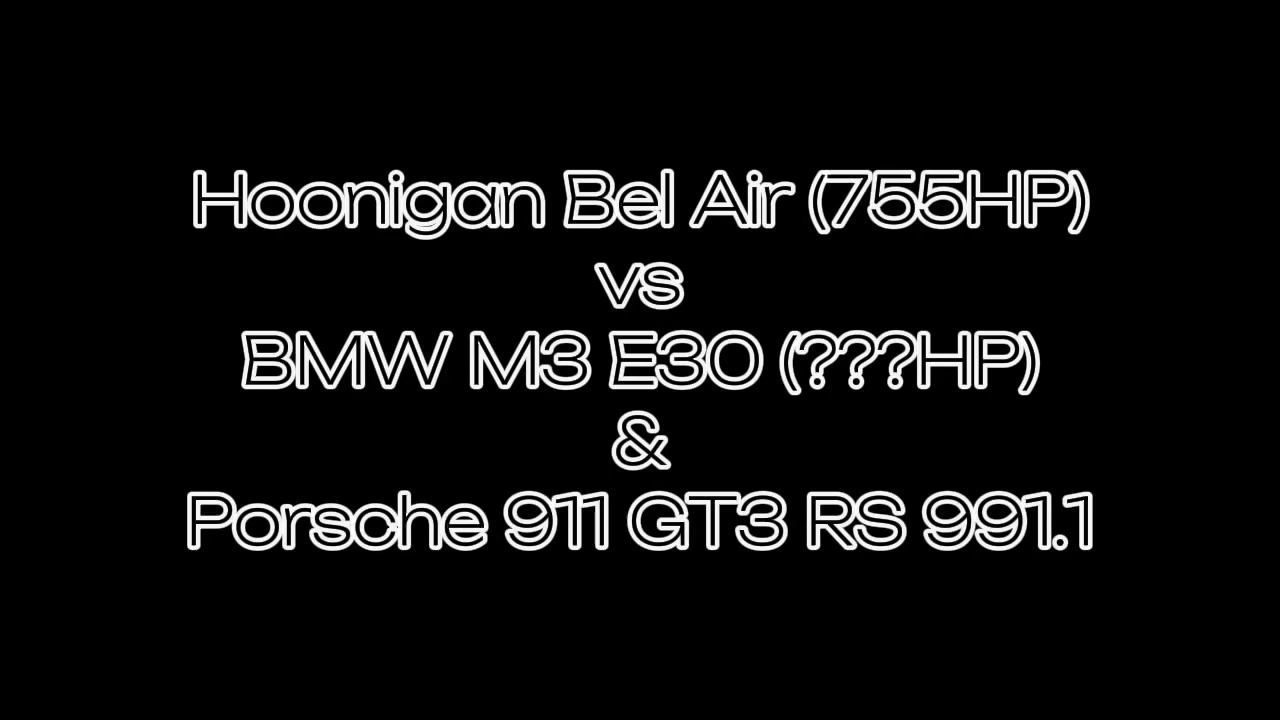 Hoonigan Bel Air (755HP)
vs
BMW M3 E30 (???HP)
&
Porsche 911 GT3 RS 991.1